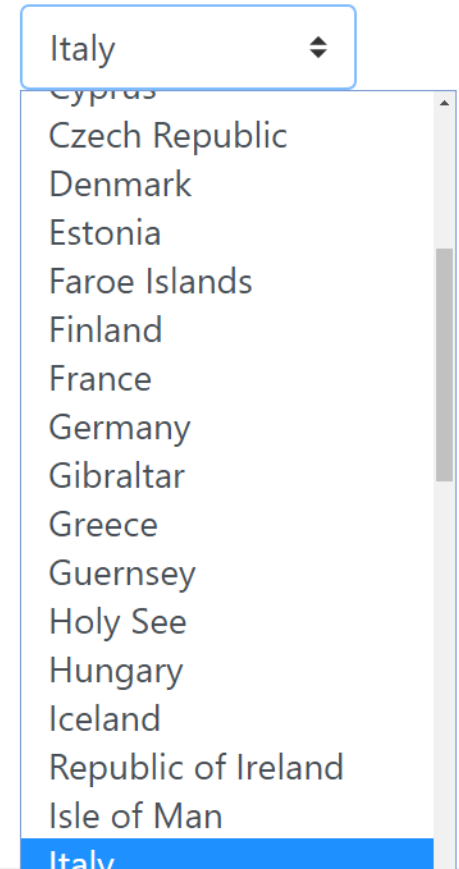 Italy
Cyprus
Czech Republic
Denmark
Estonia
Faroe Islands
Finland
France
Germany
Gibraltar
Greece
Guernsey
Holy See
Hungary
Iceland
Republic of Ireland
Isle of Man
Italy